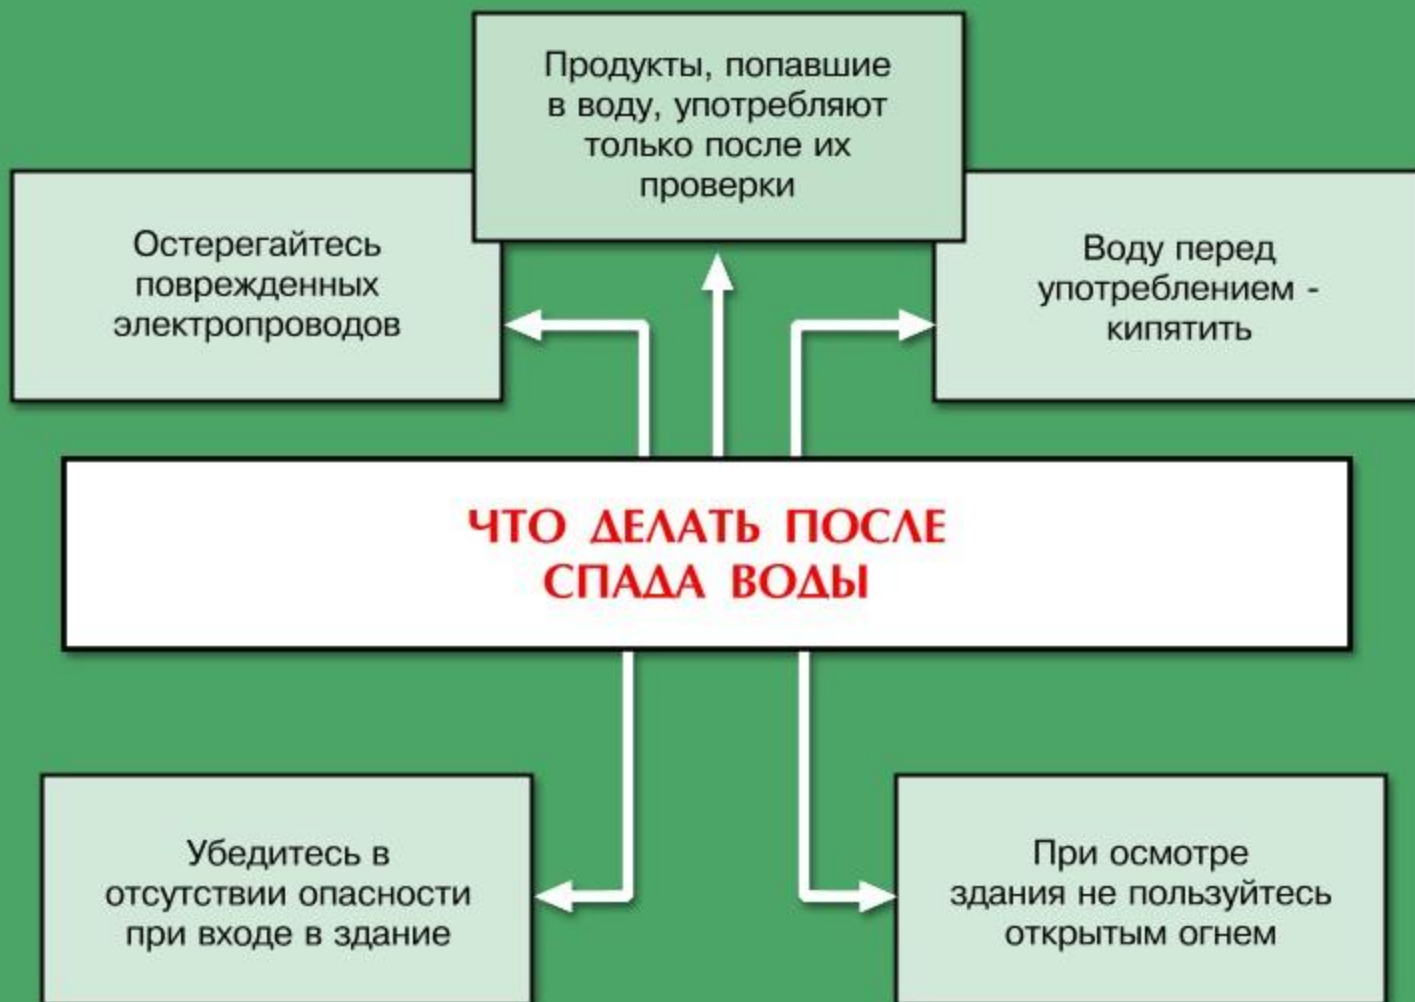 Продукты, попавшие
в воду, употребляют
только после их
проверки
Остерегайтесь
поврежденных
электропроводов
Воду перед
употреблением -
кипятить
ЧТО ДЕЛАТЬ ПОСЛЕ
СПАДА ВОДЫ
Убедитесь в
отсутствии опасности
при входе в здание
При осмотре
здания не пользуйтесь
открытым огнем